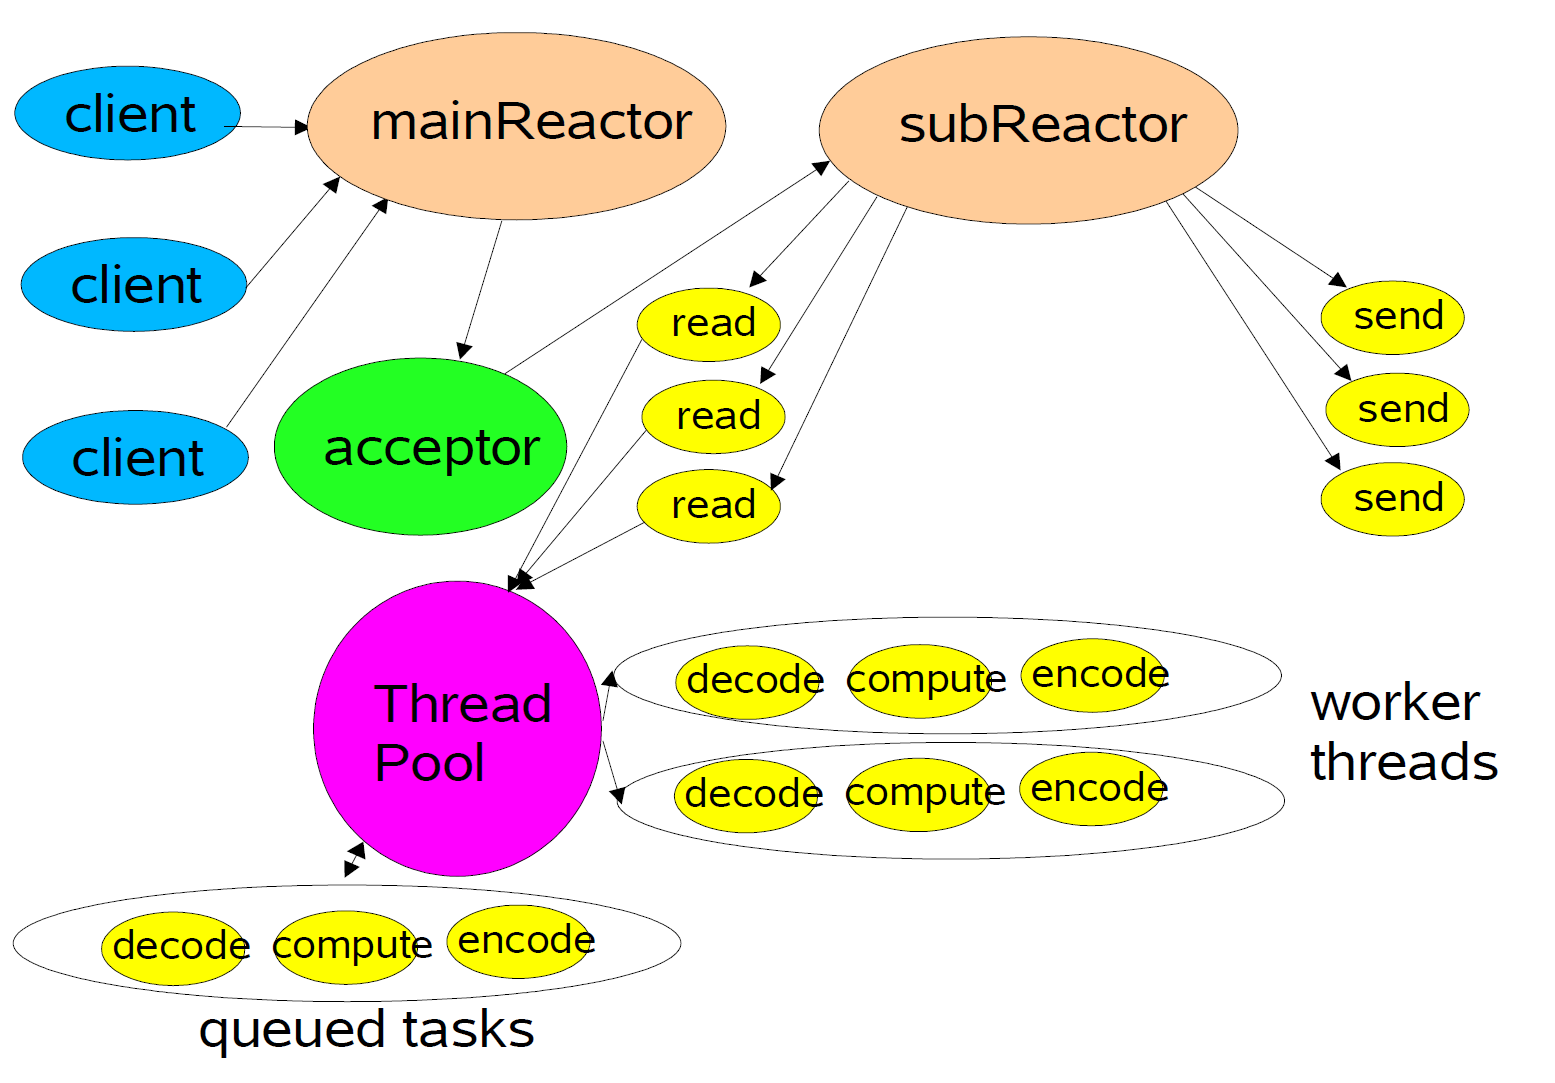 client
mainReactor
subReactor
client
read
send
read
send
client
acceptor
read
send
Thread
Pool
decode compute encode
decode compute encode
worker
threads
decode compute encode
queued tasks